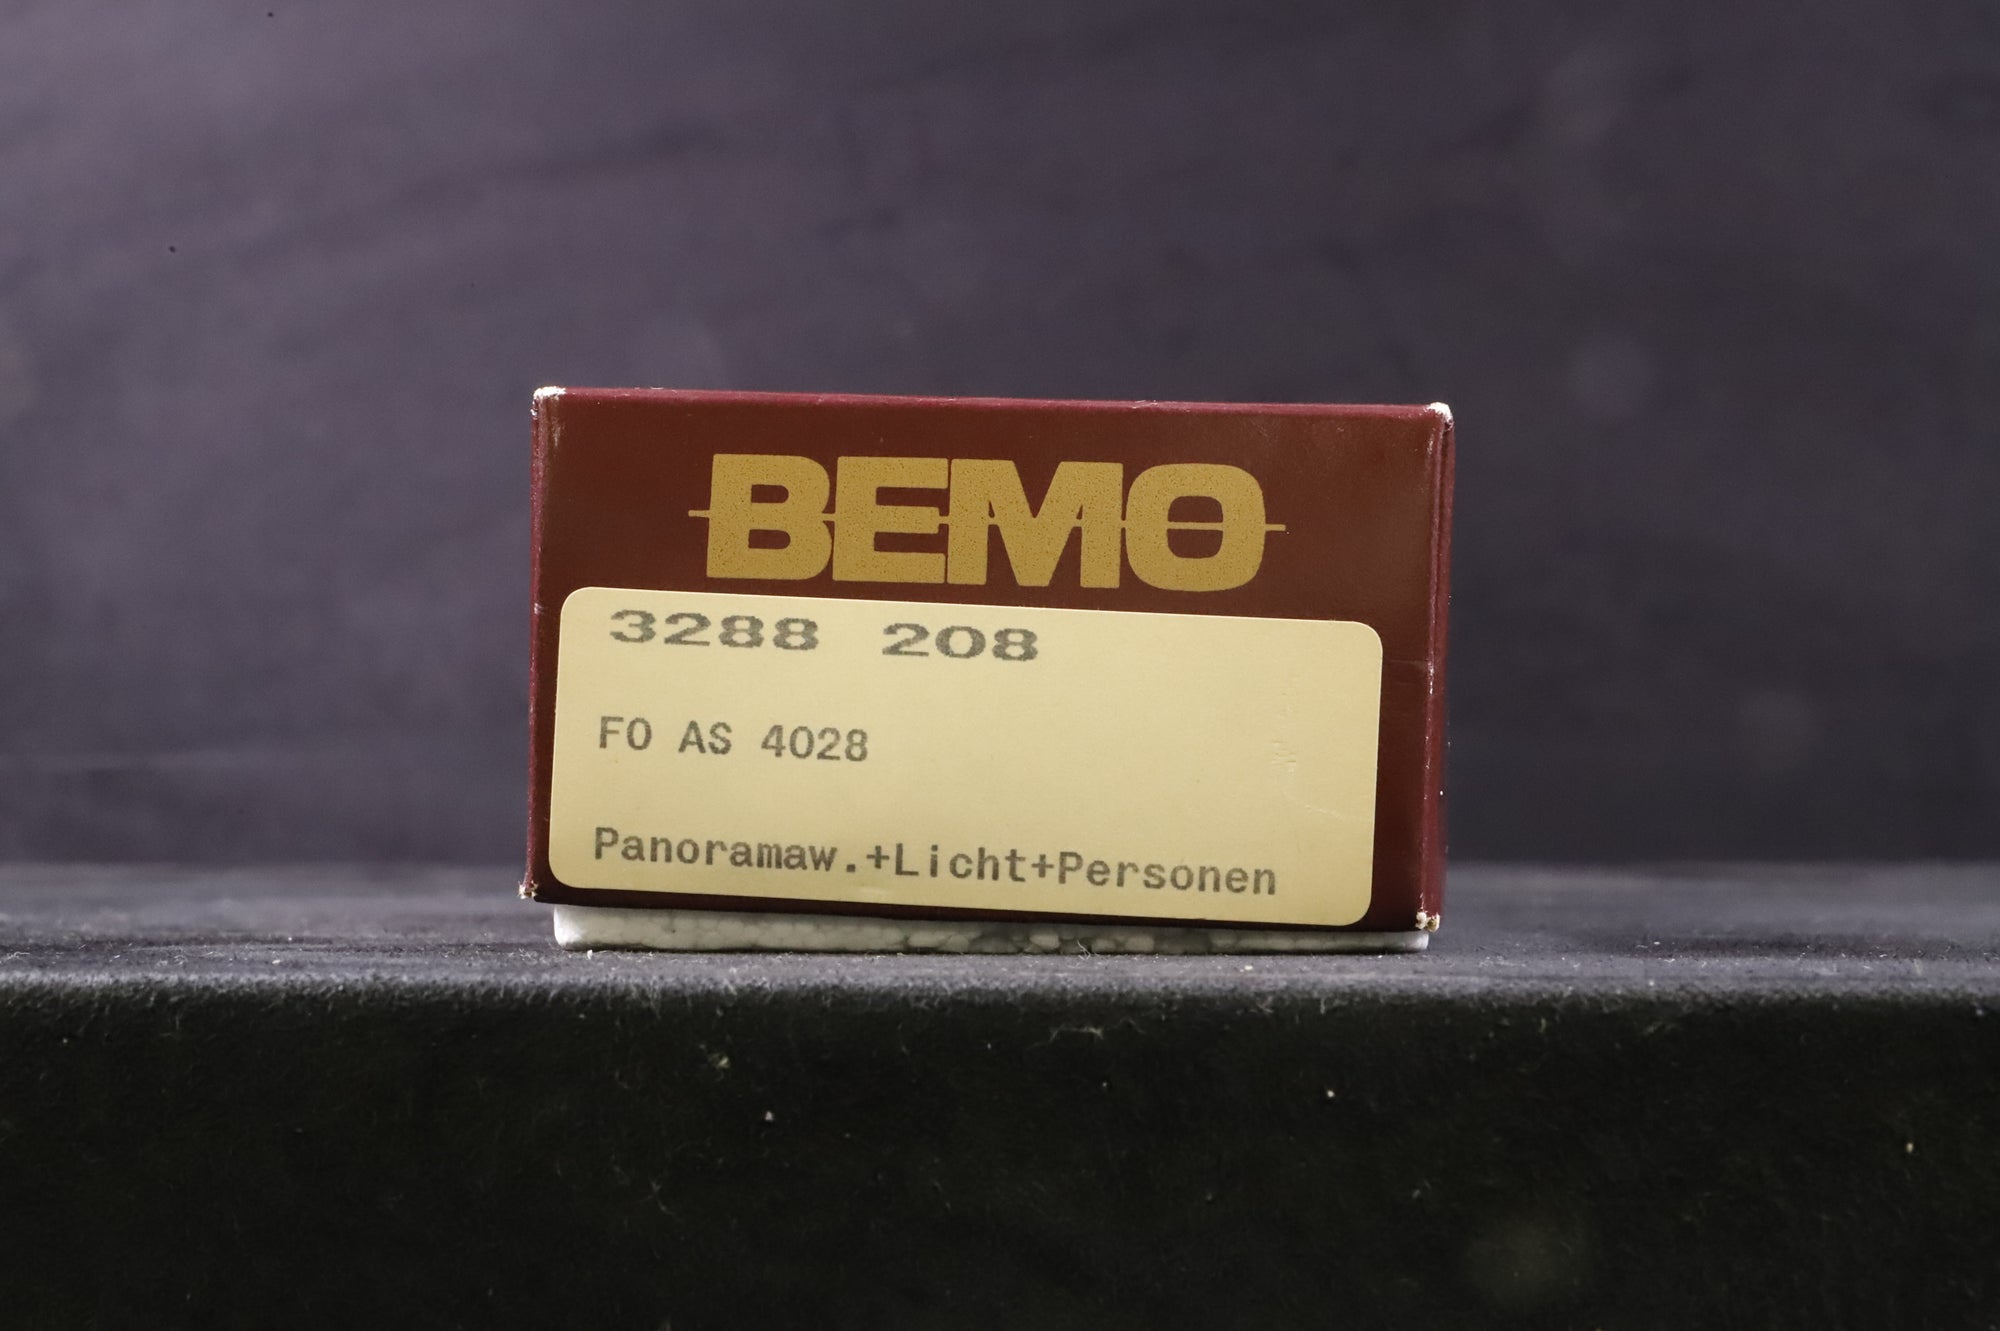 BEMO
3288 208
FO AS 4028
Panoramaw.+Licht+Personen